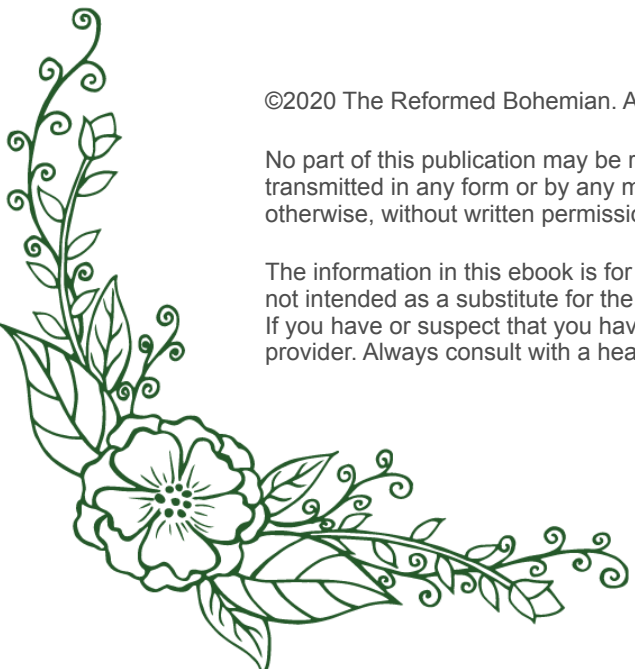 ©2020 The Reformed Bohemian. A
No part of this publication may be
transmitted in any form or by any
otherwise, without written
The information in this ebook is for
not intended as a substitute for the
If you have or suspect that you
provider. Always consult with a